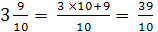 3 9/10 = (3 ×10+9)/10 = 39/10